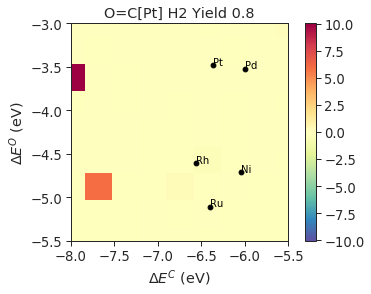 O=C[Pt] H2 Yield 0.8
ΔE^O (eV)
−3.0
−3.5
−4.0
−4.5
−5.0
−5.5
Pt
Pd
Rh
Ni
Ru
−8.0 −7.5 −7.0 −6.5 −6.0 −5.5
ΔE^C (eV)
10.0
7.5
5.0
2.5
0.0
−2.5
−5.0
−7.5
−10.0